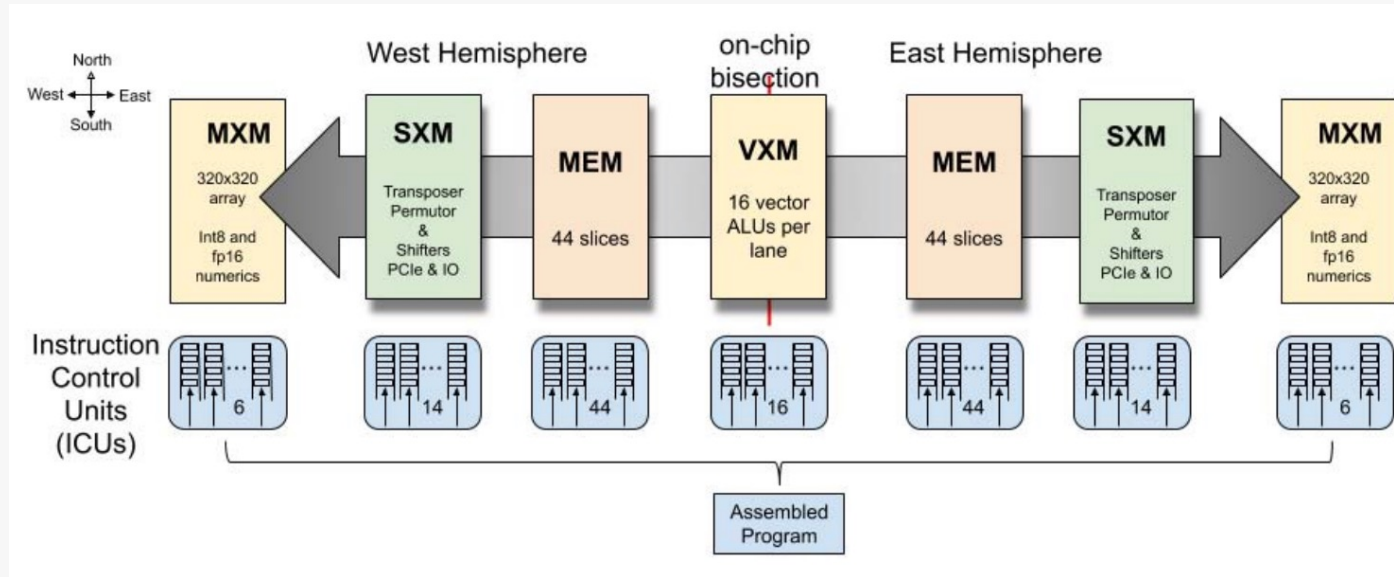 West Hemisphere
on-chip
bisection
East Hemisphere
North
West
East
South
MXM
320x320
array
Int8 and
fp16
numerics
SXM
Transposer
Permutor
&
Shifters
PCIe & IO
MEM
44 slices
VXM
16 vector
ALUs per
lane
MEM
44 slices
SXM
Transposer
Permutor
&
Shifters
PCIe & IO
MXM
320x320
array
Int8 and
fp16
numerics
Instruction
Control
Units
(ICUs)
... 6
... 14
... 44
... 16
... 44
... 14
... 6
Assembled
Program